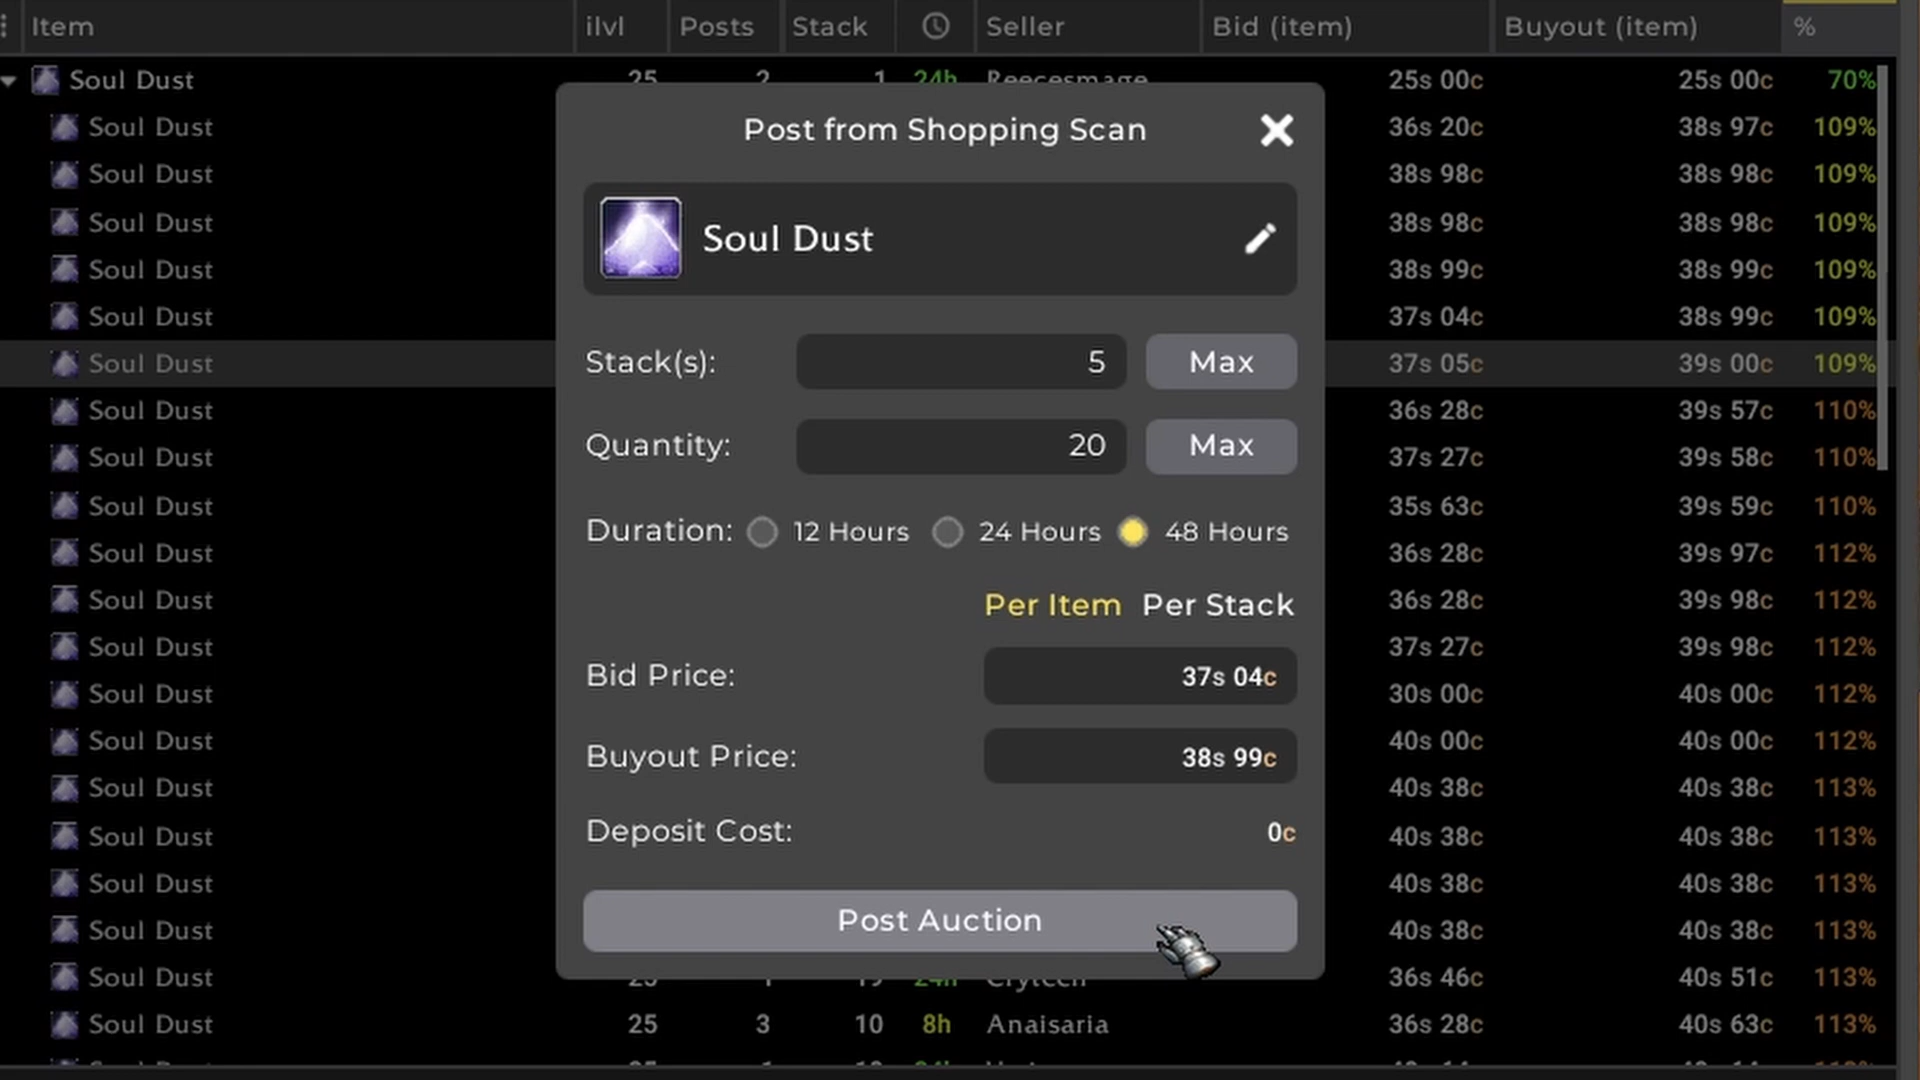 Item ilvl Posts Stack Seller Bid (item) Buyout (item) %
Soul Dust 25 2 1 24h Reecesmage 25s 00c 25s 00c 70%
Soul Dust 36s 20c 38s 97c 109%
Soul Dust 38s 98c 38s 98c 109%
Soul Dust 38s 98c 38s 98c 109%
Soul Dust 38s 99c 38s 99c 109%
Soul Dust 37s 04c 38s 99c 109%
Soul Dust 37s 05c 39s 00c 109%
Soul Dust 36s 28c 39s 57c 110%
Soul Dust 37s 27c 39s 58c 110%
Soul Dust 35s 63c 39s 59c 110%
Soul Dust 36s 28c 39s 97c 112%
Soul Dust 36s 28c 39s 98c 112%
Soul Dust 37s 27c 39s 98c 112%
Soul Dust 30s 00c 40s 00c 112%
Soul Dust 40s 00c 40s 00c 112%
Soul Dust 40s 38c 40s 38c 113%
Soul Dust 40s 38c 40s 38c 113%
Soul Dust 40s 38c 40s 38c 113%
Soul Dust 40s 38c 40s 38c 113%
Soul Dust 36s 46c 40s 51c 113%
Soul Dust 25 3 10 8h Anaisaria 36s 28c 40s 63c 113%
Post from Shopping Scan
Soul Dust
Stack(s): 5 Max
Quantity: 20 Max
Duration: 12 Hours 24 Hours 48 Hours
Per Item Per Stack
Bid Price: 37s 04c
Buyout Price: 38s 99c
Deposit Cost: 0c
Post Auction